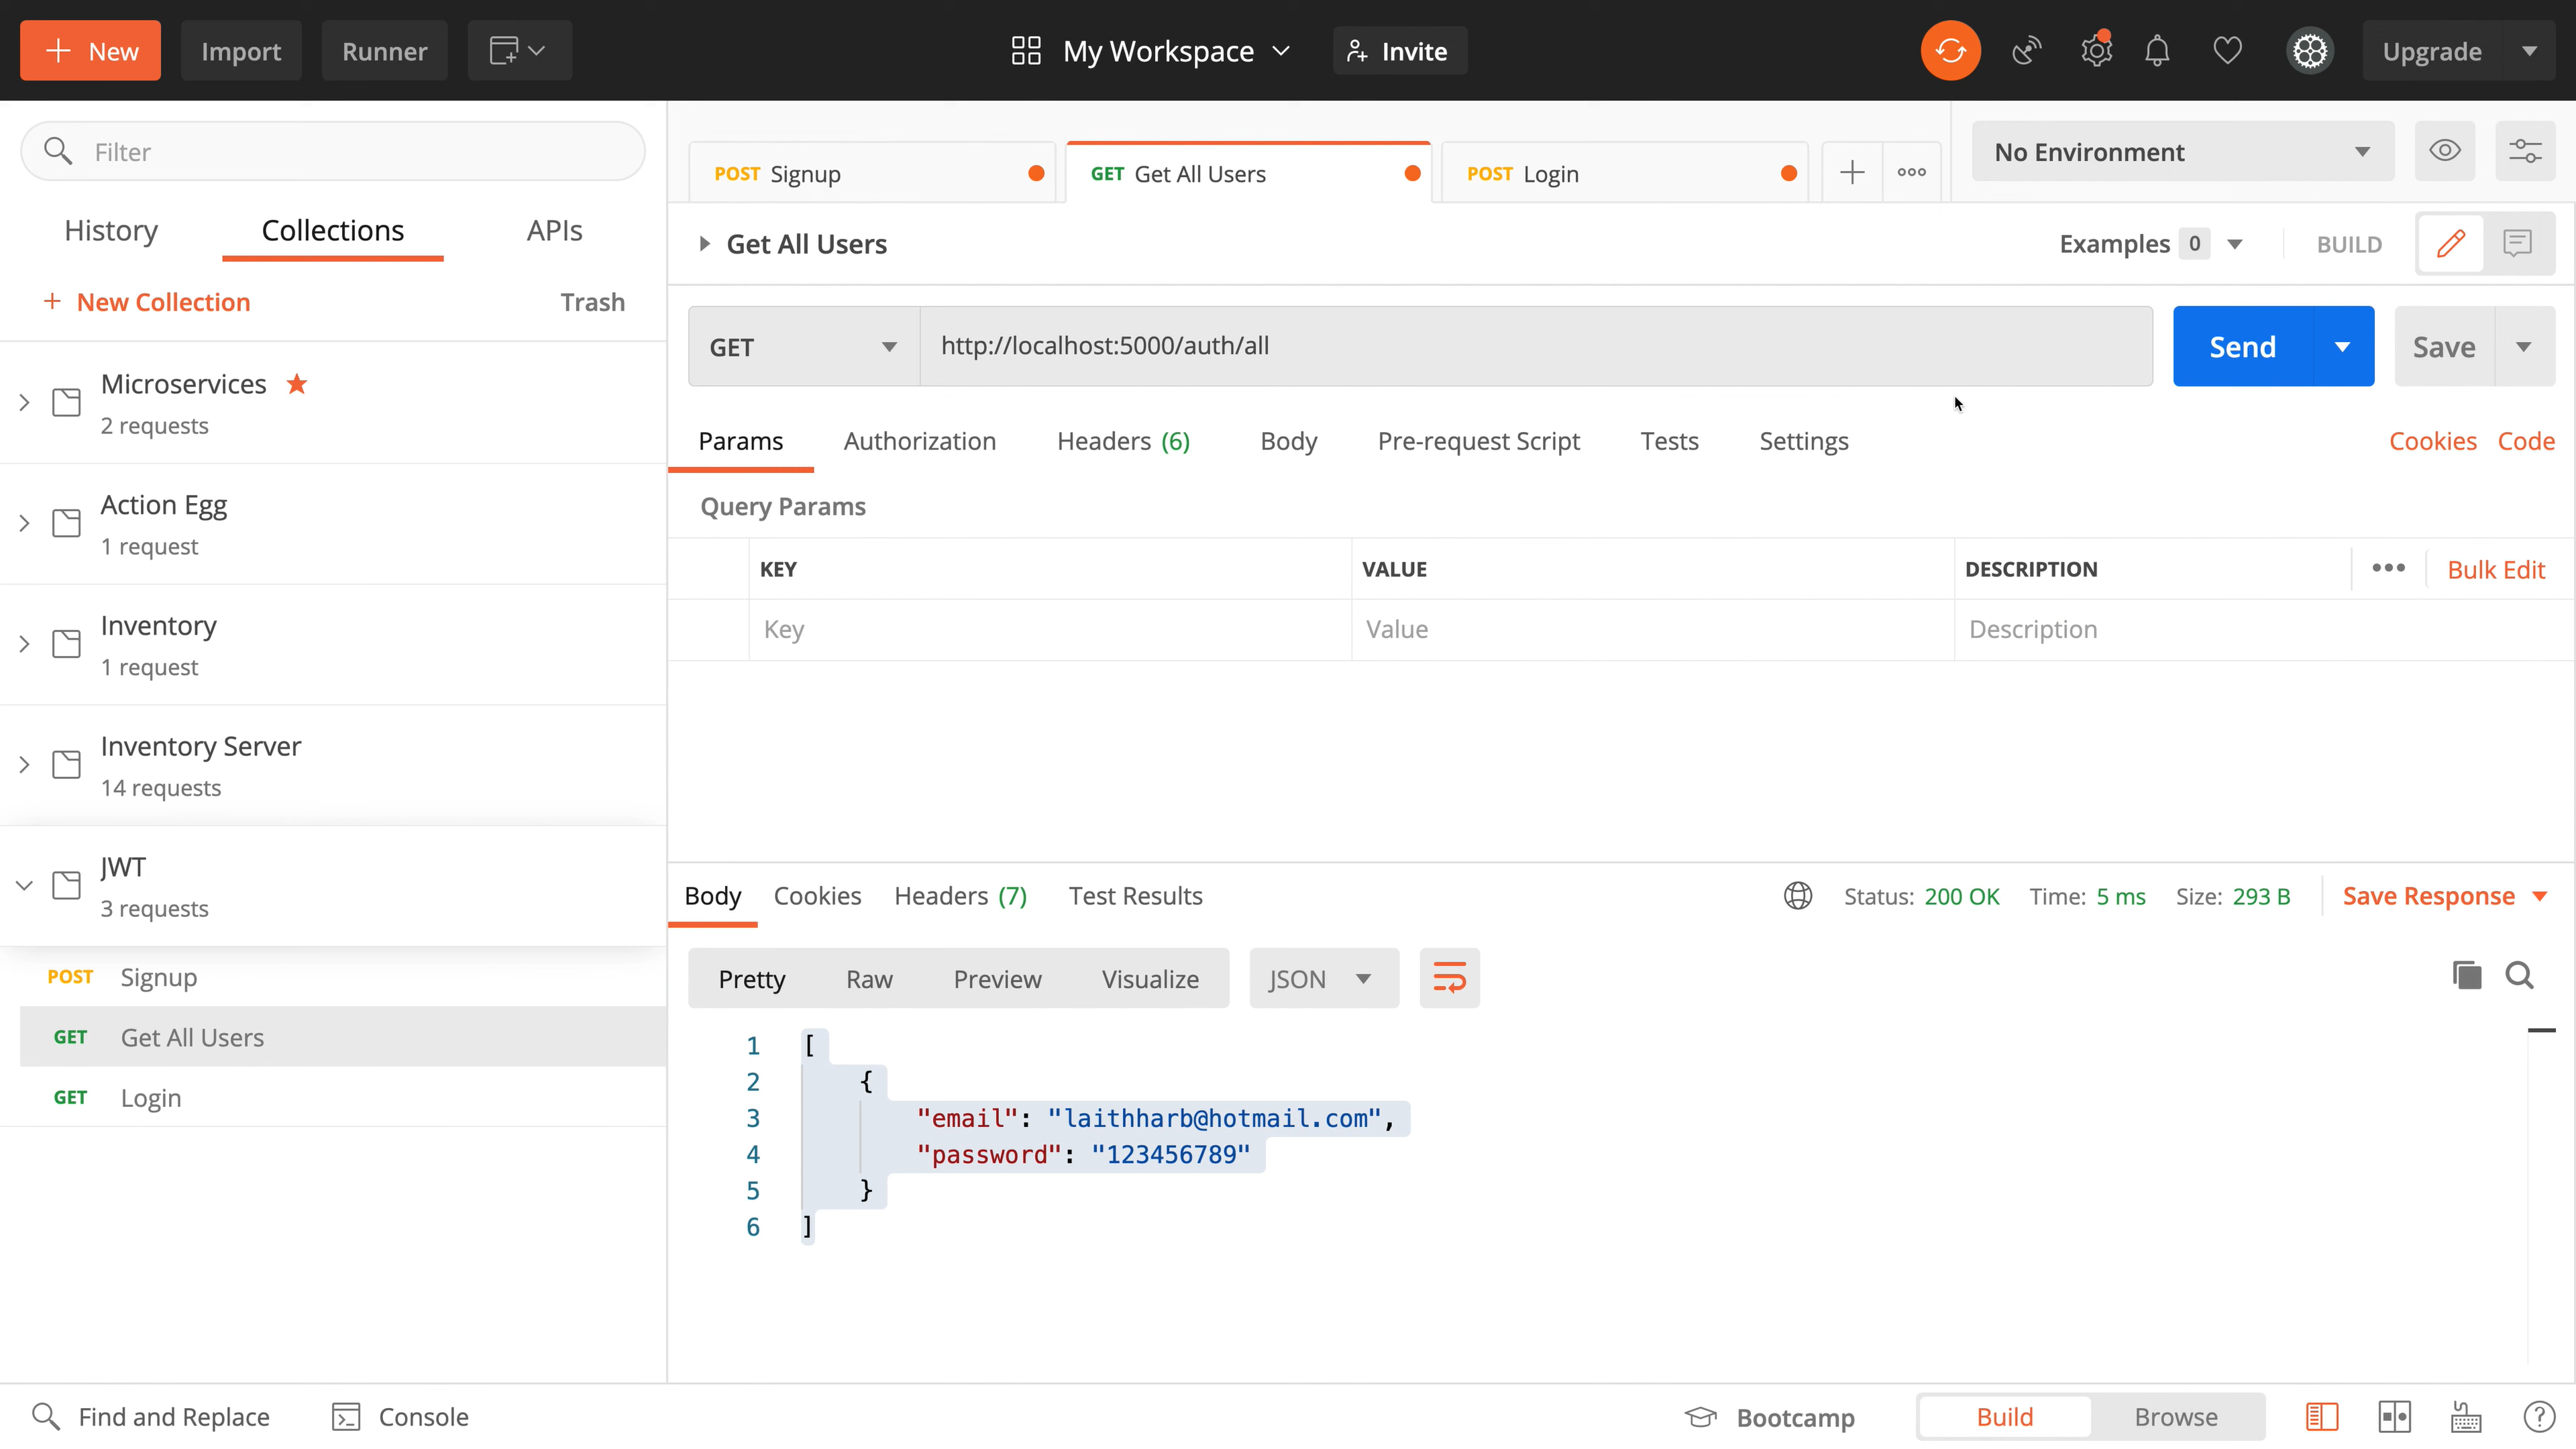 New Import Runner My Workspace Invite Upgrade
Filter
History Collections APIs
+ New Collection Trash
Microservices
2 requests
Action Egg
1 request
Inventory
1 request
Inventory Server
14 requests
JWT
3 requests
POST Signup
GET Get All Users
GET Login
POST Signup GET Get All Users POST Login No Environment
Get All Users Examples 0 BUILD
GET http://localhost:5000/auth/all Send Save
Params Authorization Headers (6) Body Pre-request Script Tests Settings Cookies Code
Query Params
KEY VALUE DESCRIPTION Bulk Edit
Key Value Description
Body Cookies Headers (7) Test Results Status: 200 OK Time: 5 ms Size: 293 B Save Response
Pretty Raw Preview Visualize JSON
1 [
2 {
3 "email": "laithharb@hotmail.com",
4 "password": "123456789"
5 }
6 ]
Find and Replace Console Bootcamp Build Browse